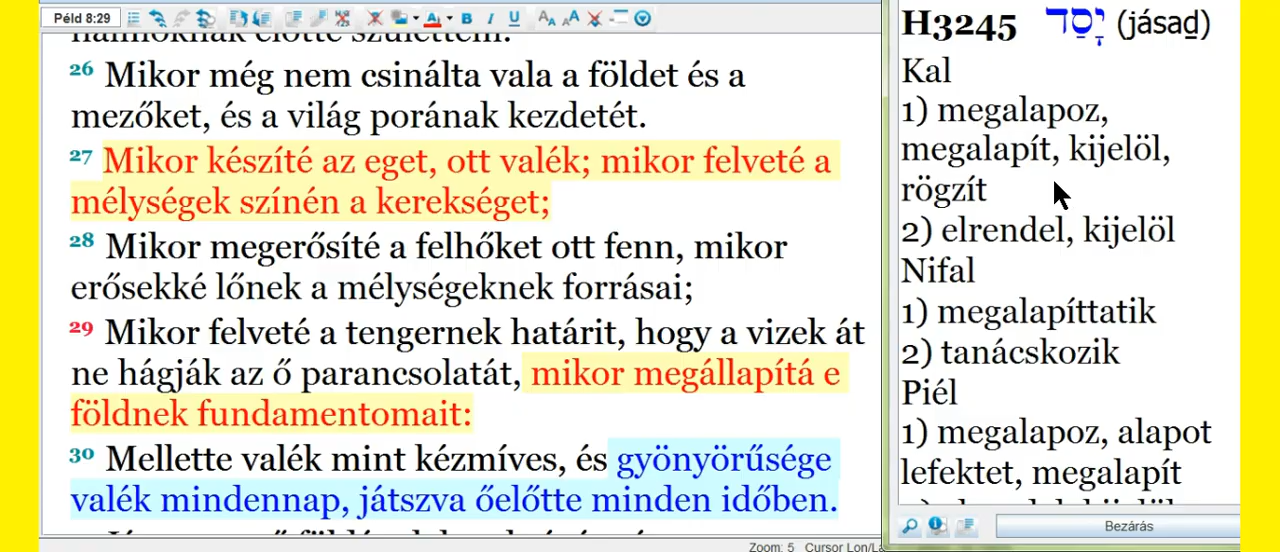 Péld 8:29
26 Mikor még nem csinálta vala a földet és a
mezőket, és a világ porának kezdetét.
27 Mikor készíté az eget, ott valék; mikor felveté a
mélységek színén a kerekséget;
28 Mikor megerősíté a felhőket ott fenn, mikor
erősekké lőnek a mélységeknek forrásai;
29 Mikor felveté a tengernek határit, hogy a vizek át
ne hágják az ő parancsolatát, mikor megállapítá e
földnek fundamentomait:
30 Mellette valék mint kézmíves, és gyönyörűsége
valék mindennap, játszva őelőtte minden időben.
Zoom: 5 Cursor Lon/La
H3245 יָסַד (jásad̲)
Kal
1) megalapoz,
megalapít, kijelöl,
rögzít
2) elrendel, kijelöl
Nifal
1) megalapíttatik
2) tanácskozik
Piél
1) megalapoz, alapot
lefektet, megalapít
Bezárás